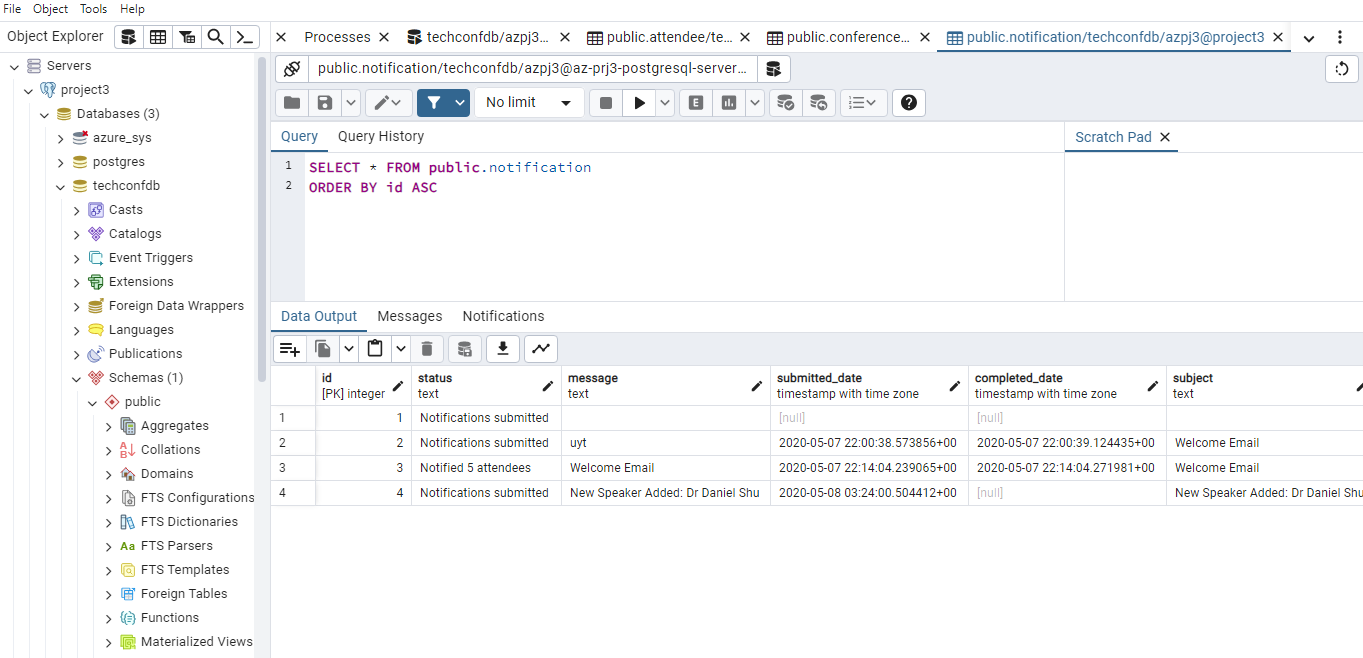 File Object Tools Help
Object Explorer
Processes
techconfdb/azpj3...
public.attendee/te...
public.conference...
public.notification/techconfdb/azpj3@project3
public.notification/techconfdb/azpj3@az-prj3-postgresql-server...
No limit
E
Query Query History
Scratch Pad
1 SELECT * FROM public.notification
2 ORDER BY id ASC
Servers
project3
Databases (3)
azure_sys
postgres
techconfdb
Casts
Catalogs
Event Triggers
Extensions
Foreign Data Wrappers
Languages
Publications
Schemas (1)
public
Aggregates
Collations
Domains
FTS Configurations
FTS Dictionaries
Aa FTS Parsers
FTS Templates
Foreign Tables
Functions
Materialized Views
Data Output Messages Notifications
id status message submitted_date completed_date subject
[PK] integer text text timestamp with time zone timestamp with time zone text
1 1 Notifications submitted [null] [null]
2 2 Notifications submitted uyt 2020-05-07 22:00:38.573856+00 2020-05-07 22:00:39.124435+00 Welcome Email
3 3 Notified 5 attendees Welcome Email 2020-05-07 22:14:04.239065+00 2020-05-07 22:14:04.271981+00 Welcome Email
4 4 Notifications submitted New Speaker Added: Dr Daniel Shu 2020-05-08 03:24:00.504412+00 [null] New Speaker Added: Dr Daniel Shu